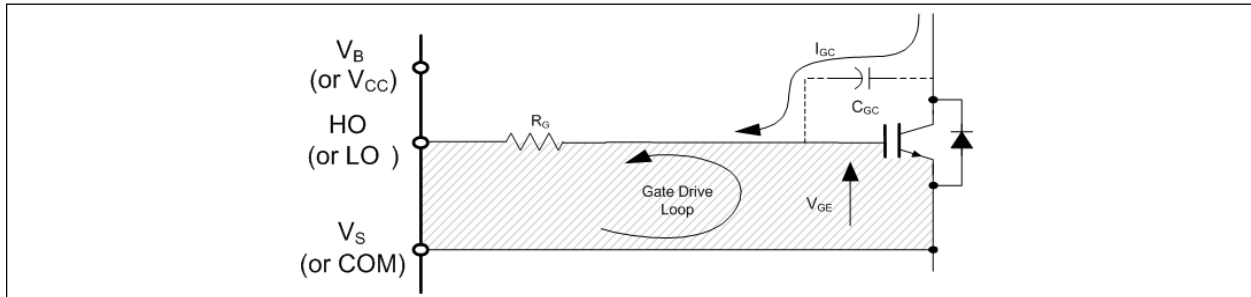 V_B
(or V_CC)
HO
(or LO )
V_S
(or COM)
R_G
I_GC
C_GC
Gate Drive
Loop
V_GE